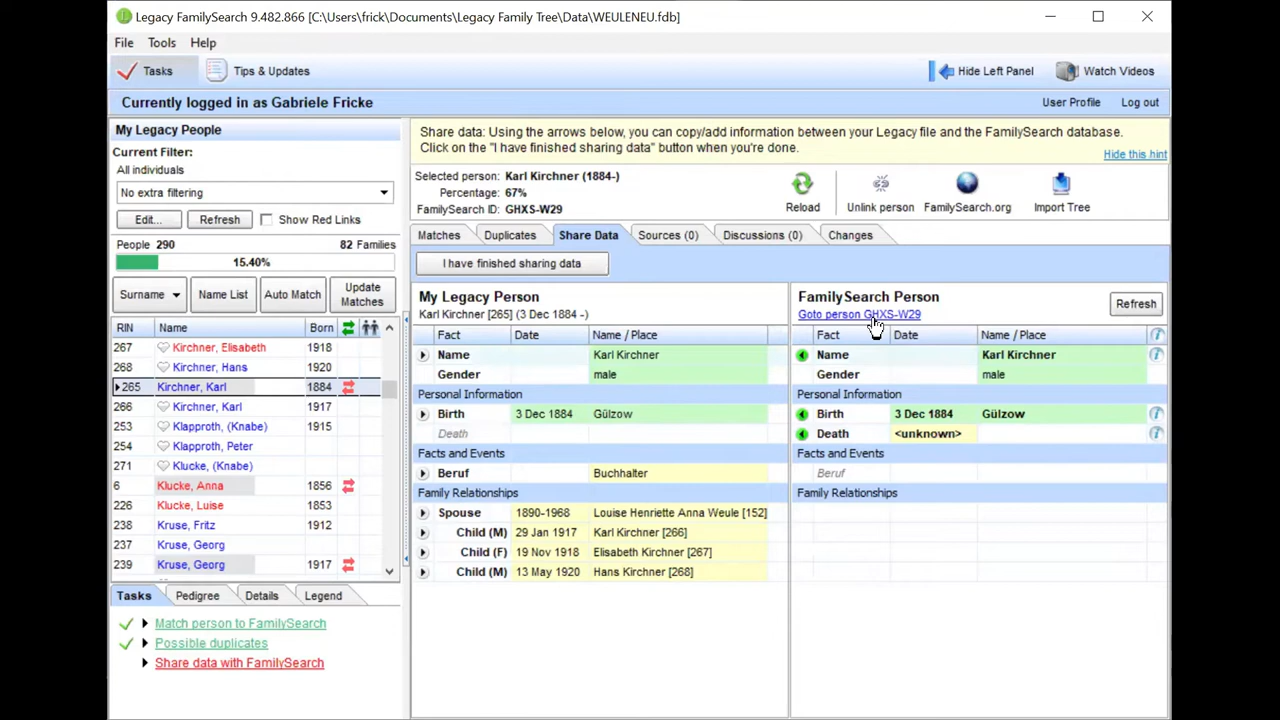 Legacy FamilySearch 9.482.866 [C:\Users\frick\Documents\Legacy Family Tree\Data\WEULENEU.fdb]
File Tools Help
Tasks Tips & Updates Hide Left Panel Watch Videos
Currently logged in as Gabriele Fricke User Profile Log out
My Legacy People
Current Filter:
All individuals
No extra filtering
Edit... Refresh Show Red Links
People 290 82 Families
15.40%
Surname Name List Auto Match Update Matches
RIN Name Born
267 Kirchner, Elisabeth 1918
268 Kirchner, Hans 1920
265 Kirchner, Karl 1884
266 Kirchner, Karl 1917
253 Klapproth, (Knabe) 1915
254 Klapproth, Peter
271 Klucke, (Knabe)
6 Klucke, Anna 1856
226 Klucke, Luise 1853
238 Kruse, Fritz 1912
237 Kruse, Georg
239 Kruse, Georg 1917
Tasks Pedigree Details Legend
Match person to FamilySearch
Possible duplicates
Share data with FamilySearch
Share data: Using the arrows below, you can copy/add information between your Legacy file and the FamilySearch database.
Click on the "I have finished sharing data" button when you're done.
Hide this hint
Selected person: Karl Kirchner (1884-)
Percentage: 67%
FamilySearch ID: GHXS-W29
Reload Unlink person FamilySearch.org Import Tree
Matches Duplicates Share Data Sources (0) Discussions (0) Changes
I have finished sharing data
My Legacy Person
Karl Kirchner [265] (3 Dec 1884 -)
Fact Date Name / Place
Name Karl Kirchner
Gender male
Personal Information
Birth 3 Dec 1884 Gülzow
Death
Facts and Events
Beruf Buchhalter
Family Relationships
Spouse 1890-1968 Louise Henriette Anna Weule [152]
Child (M) 29 Jan 1917 Karl Kirchner [266]
Child (F) 19 Nov 1918 Elisabeth Kirchner [267]
Child (M) 13 May 1920 Hans Kirchner [268]
FamilySearch Person
Goto person GHXS-W29
Refresh
Fact Date Name / Place
Name Karl Kirchner
Gender male
Personal Information
Birth 3 Dec 1884 Gülzow
Death <unknown>
Facts and Events
Beruf
Family Relationships